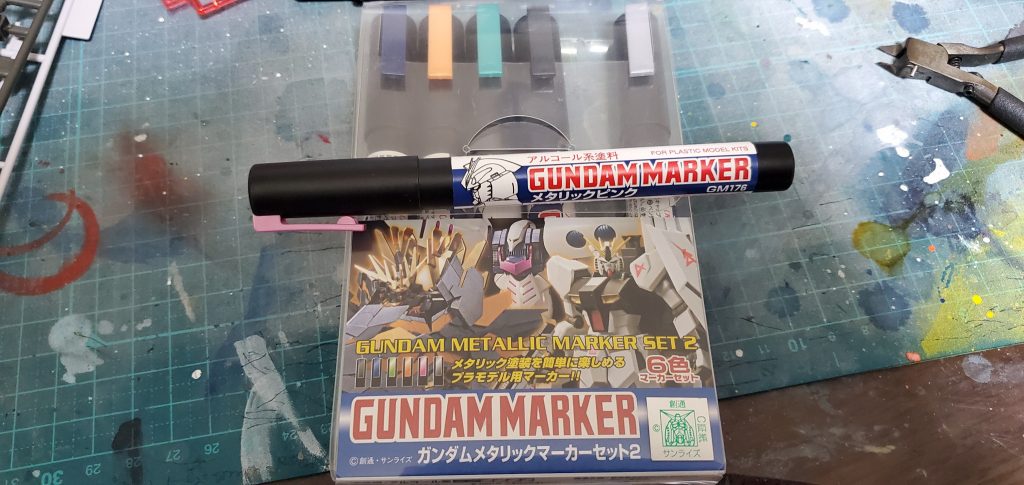 アルコール系塗料
FOR PLASTIC MODEL KITS
GUNDAM MARKER
メタリックピンク
GM176
GUNDAM METALLIC MARKER SET 2
メタリック塗装を簡単に楽しめる
プラモデル用マーカー!!
6色
マーカーセット
GUNDAM MARKER
©創通・サンライズ
ガンダムメタリックマーカーセット2
創通
©
サンライズ
30
29
28
27